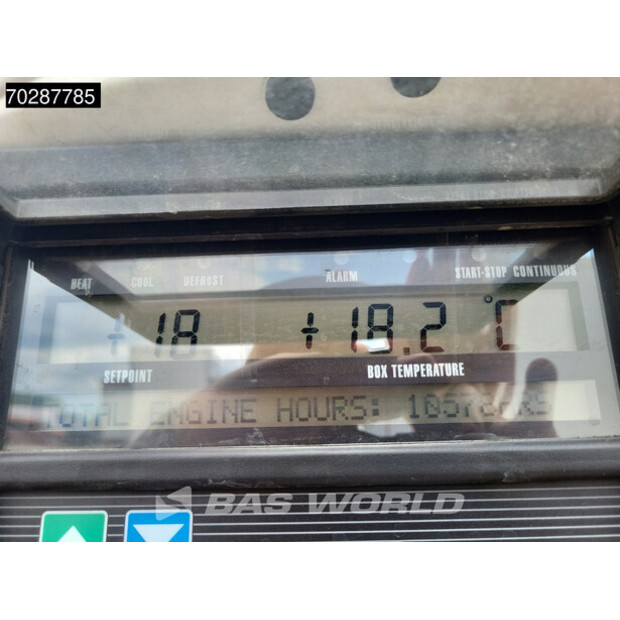 70287785
HEAT COOL DEFROST ALARM START-STOP CONTINUOUS
18 +18.2 °C
SETPOINT BOX TEMPERATURE
TOTAL ENGINE HOURS:
BAS WORLD